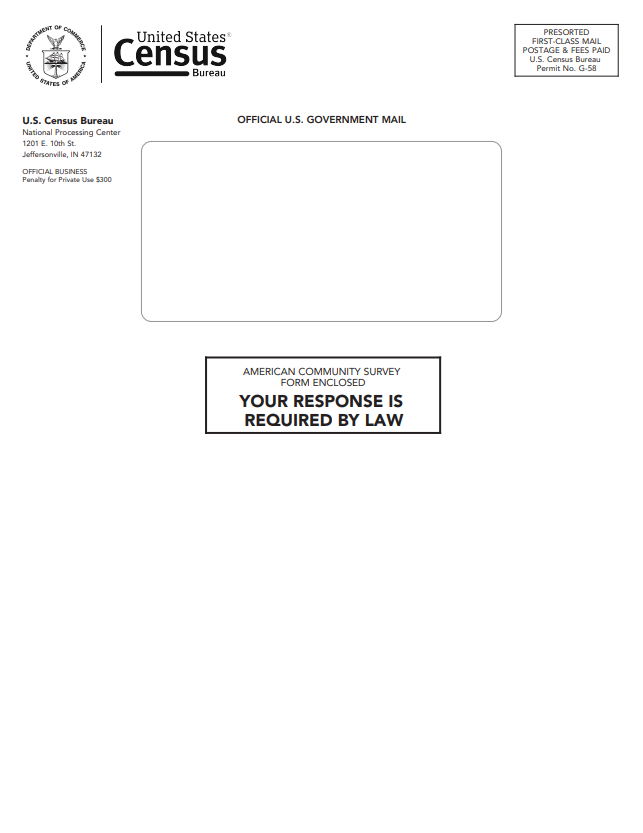 DEPARTMENT OF COMMERCE
UNITED STATES OF AMERICA
United States®
Census
Bureau
PRESORTED
FIRST-CLASS MAIL
POSTAGE & FEES PAID
U.S. Census Bureau
Permit No. G-58
U.S. Census Bureau
National Processing Center
1201 E. 10th St.
Jeffersonville, IN 47132
OFFICIAL BUSINESS
Penalty for Private Use $300
OFFICIAL U.S. GOVERNMENT MAIL
AMERICAN COMMUNITY SURVEY
FORM ENCLOSED
YOUR RESPONSE IS
REQUIRED BY LAW